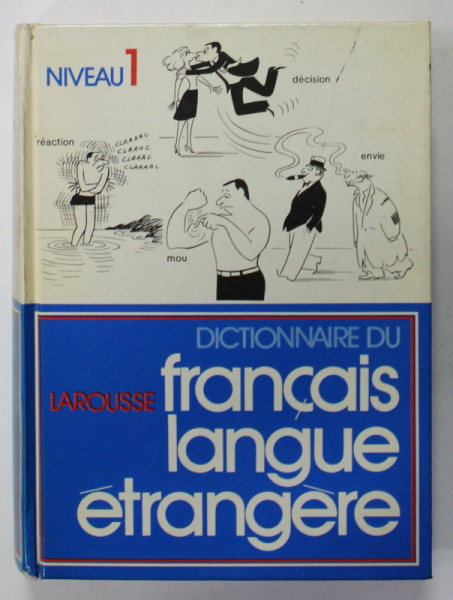 NIVEAU 1
décision
réaction
CLAAAAC
CLAAAC
CLAAAC
CLAAAAC
envie
mou
DICTIONNAIRE DU
LAROUSSE français
langue
étrangère